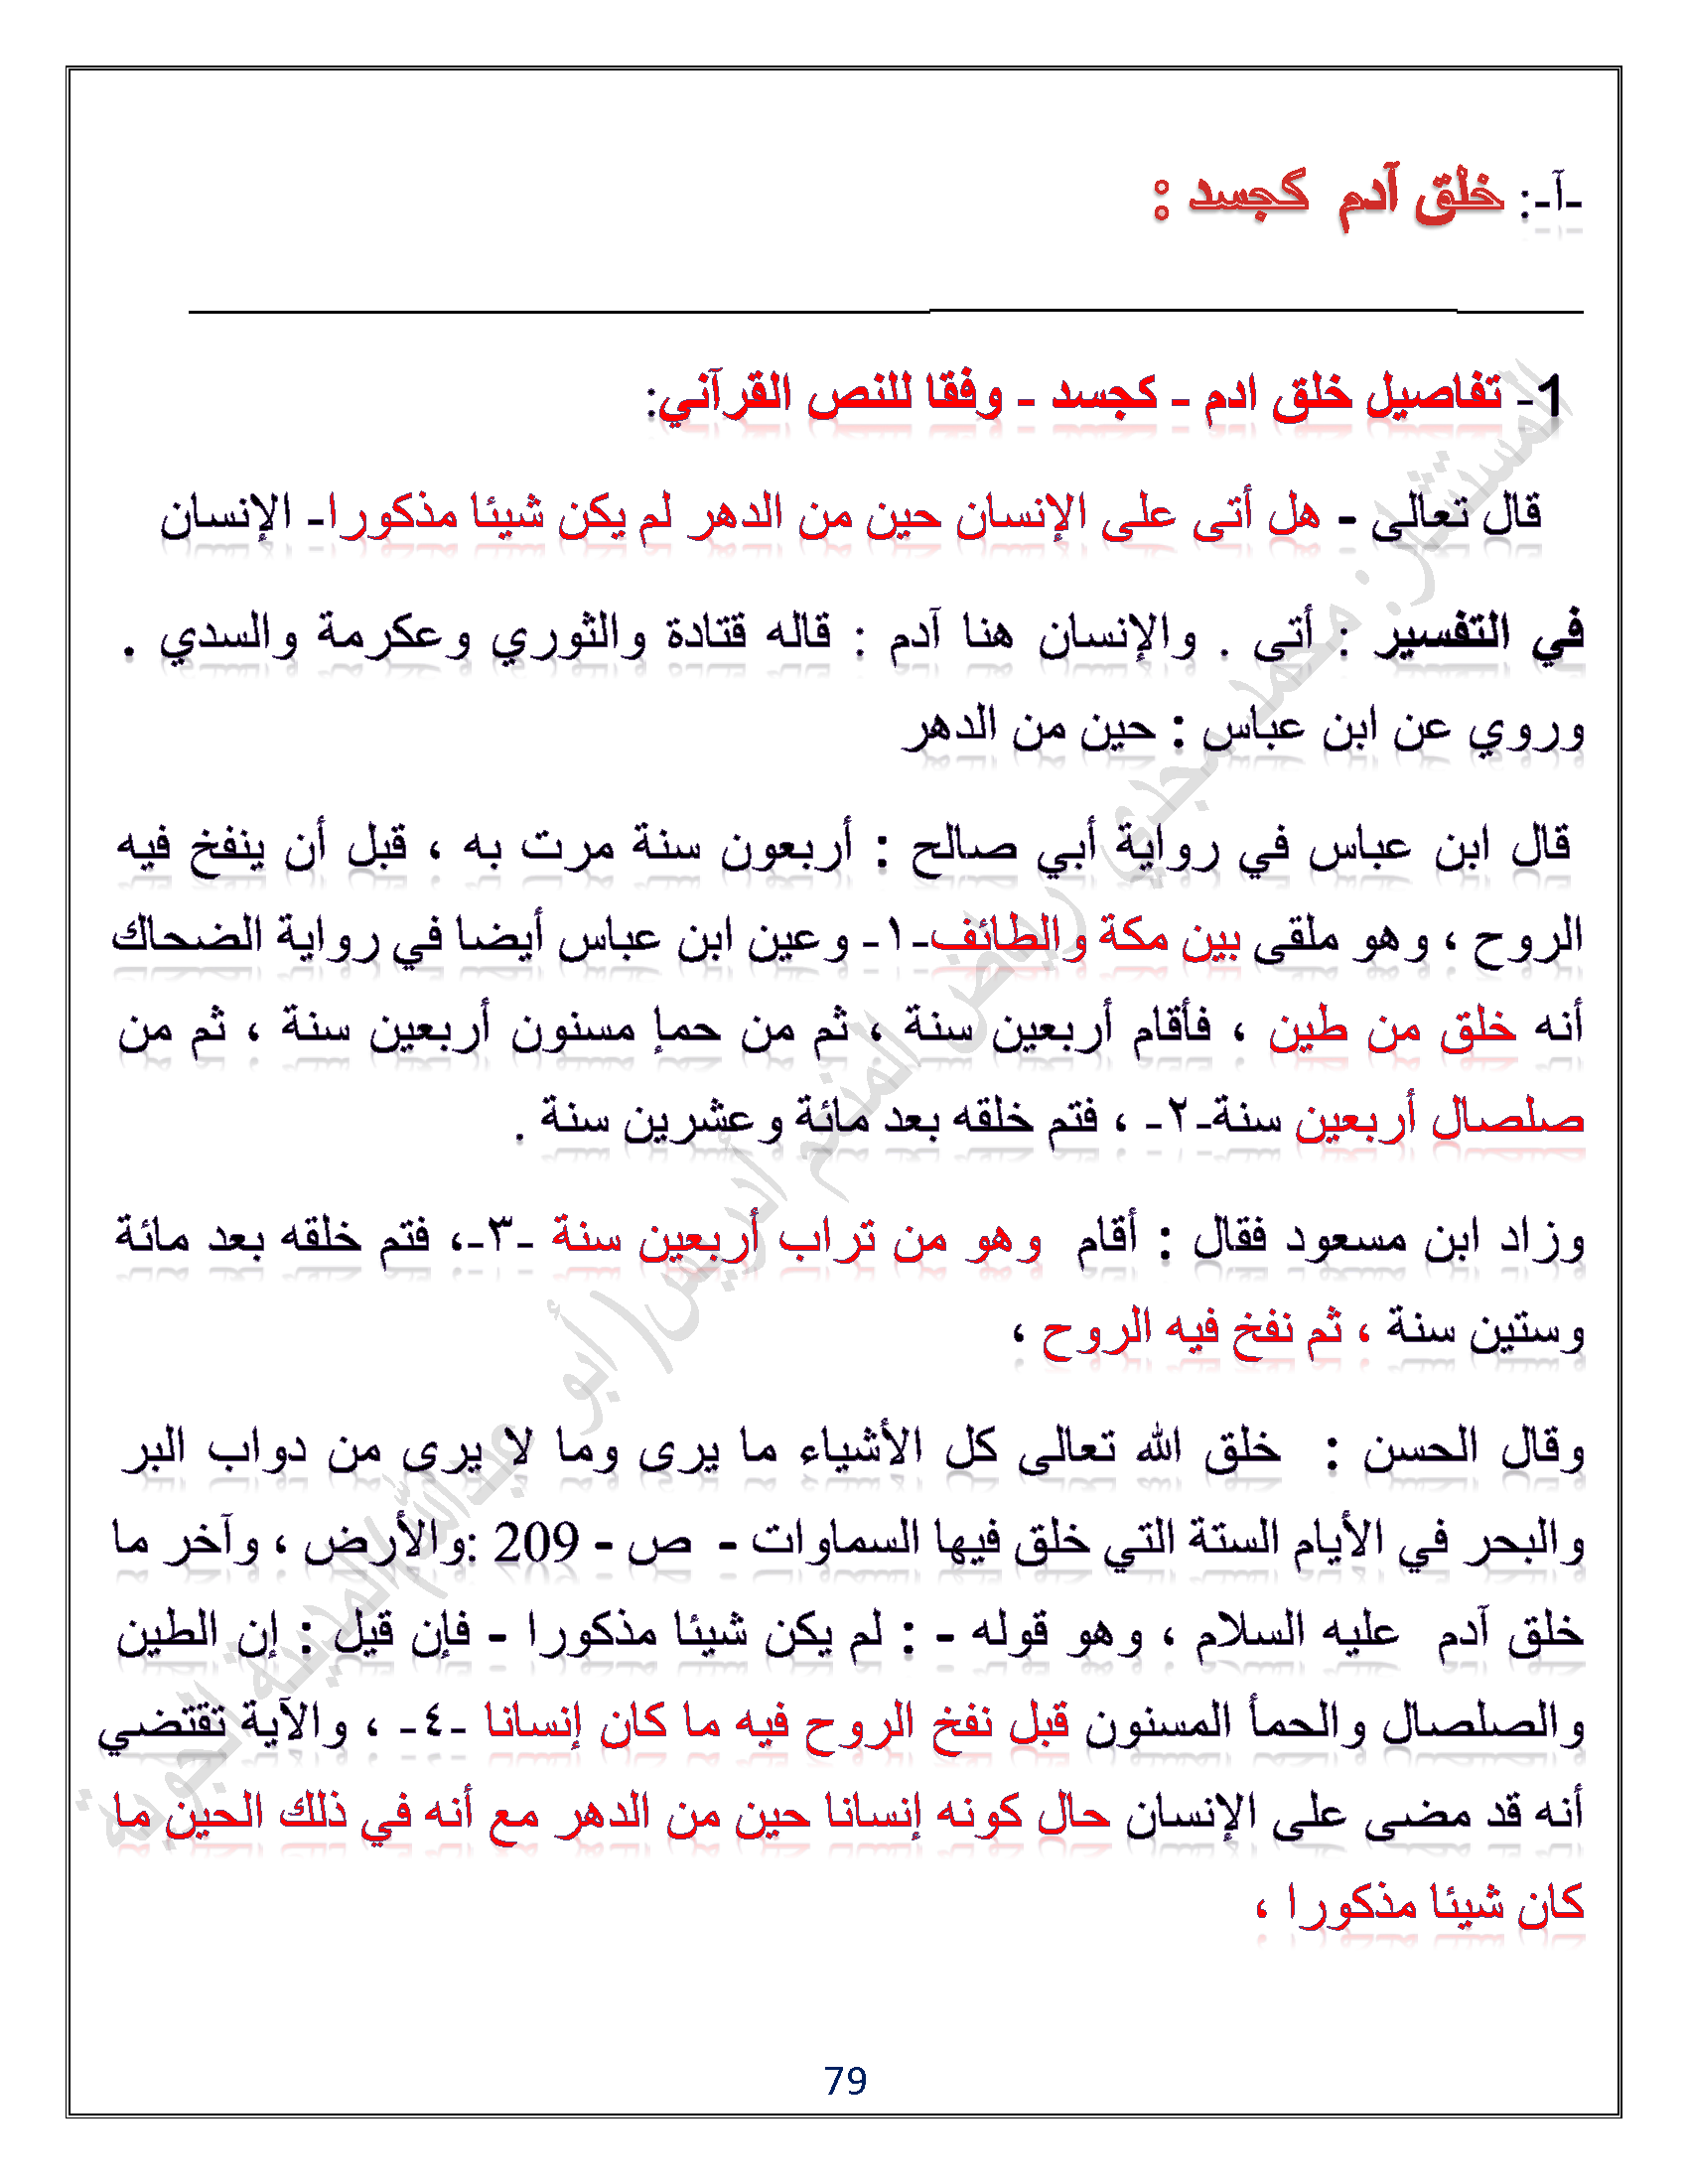 -آ-: خلق آدم كجسد :
1- تفاصيل خلق ادم - كجسد - وفقا للنص القرآني:
قال تعالى - هل أتى على الإنسان حين من الدهر لم يكن شيئا مذكورا- الإنسان
في التفسير : أتى . والإنسان هنا آدم : قاله قتادة والثوري وعكرمة والسدي .
وروي عن ابن عباس : حين من الدهر
قال ابن عباس في رواية أبي صالح : أربعون سنة مرت به ، قبل أن ينفخ فيه
الروح ، وهو ملقى بين مكة والطائف-١- وعين ابن عباس أيضا في رواية الضحاك
أنه خلق من طين ، فأقام أربعين سنة ، ثم من حمإ مسنون أربعين سنة ، ثم من
صلصال أربعين سنة-٢- ، فتم خلقه بعد مائة وعشرين سنة .
وزاد ابن مسعود فقال : أقام وهو من تراب أربعين سنة -٣-، فتم خلقه بعد مائة
وستين سنة ، ثم نفخ فيه الروح ،
وقال الحسن : خلق الله تعالى كل الأشياء ما يرى وما لا يرى من دواب البر
والبحر في الأيام الستة التي خلق فيها السماوات - ص - 209 :والأرض ، وآخر ما
خلق آدم عليه السلام ، وهو قوله - : لم يكن شيئا مذكورا - فإن قيل : إن الطين
والصلصال والحمأ المسنون قبل نفخ الروح فيه ما كان إنسانا -٤- ، والآية تقتضي
أنه قد مضى على الإنسان حال كونه إنسانا حين من الدهر مع أنه في ذلك الحين ما
كان شيئا مذكورا ،
المستشار: محمد مجدي رياض المنجم ادريس(أبو عبدالله)المدينة الجوية
79